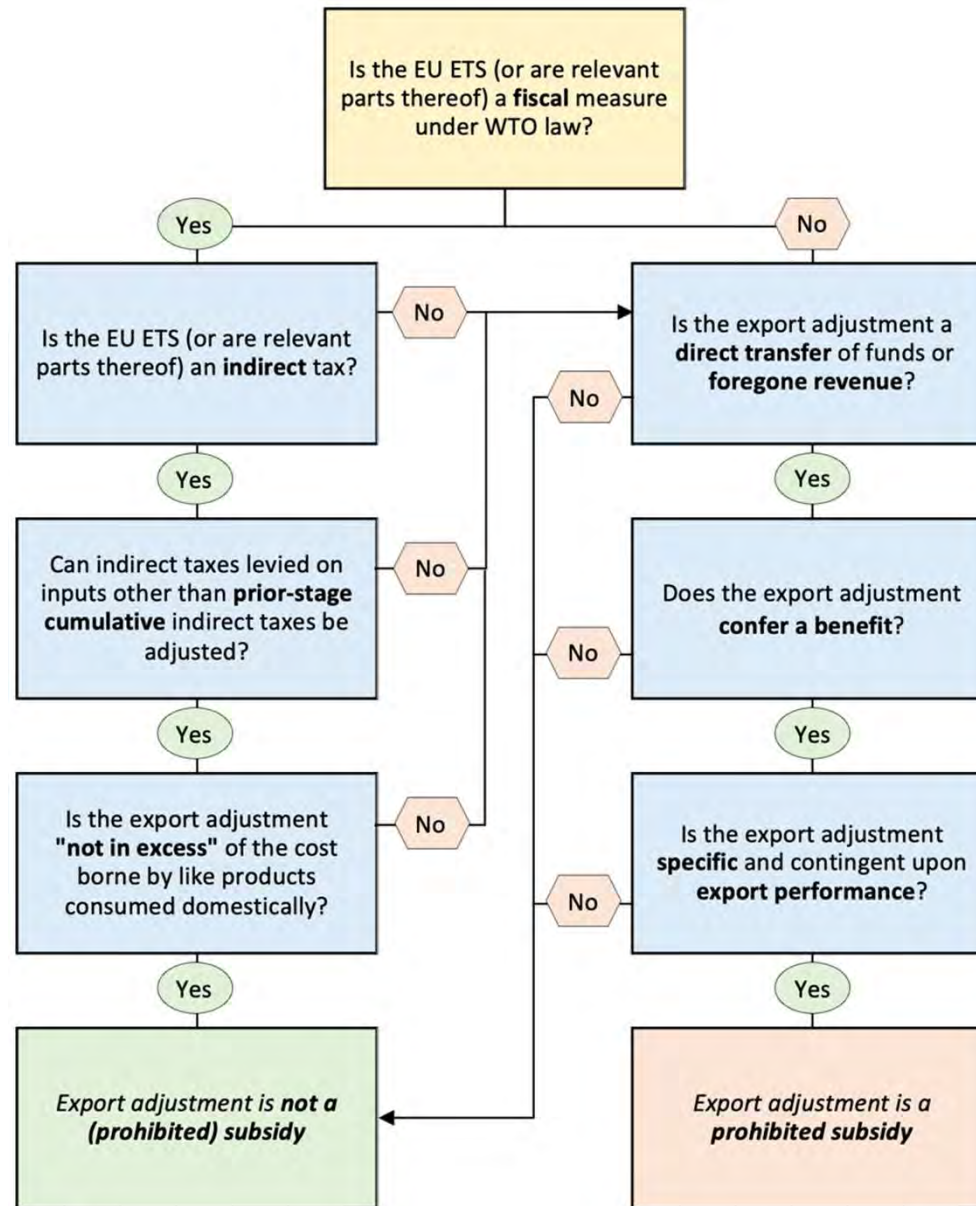 Is the EU ETS (or are relevant
parts thereof) a fiscal measure
under WTO law?
Yes
No
Is the EU ETS (or are relevant
parts thereof) an indirect tax?
No
Is the export adjustment a
direct transfer of funds or
foregone revenue?
No
Yes
Yes
Can indirect taxes levied on
inputs other than prior-stage
cumulative indirect taxes be
adjusted?
No
Does the export adjustment
confer a benefit?
No
Yes
Yes
Is the export adjustment
"not in excess" of the cost
borne by like products
consumed domestically?
No
Is the export adjustment
specific and contingent upon
export performance?
No
Yes
Yes
Export adjustment is not a
(prohibited) subsidy
Export adjustment is a
prohibited subsidy